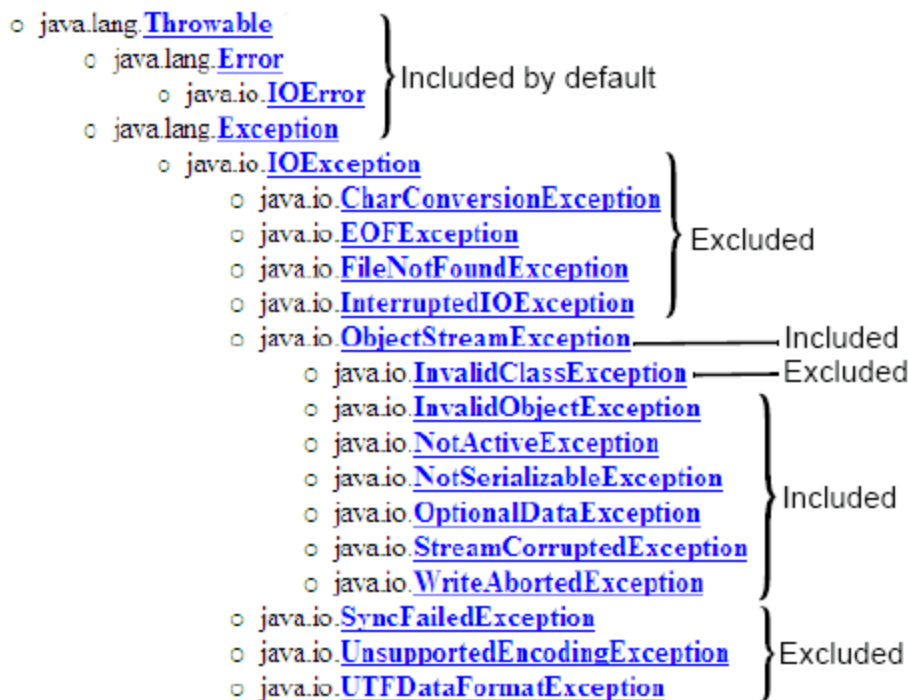 o java.lang.Throwable
o java.lang.Error
o java.io.IOError
o java.lang.Exception
Included by default
o java.io.IOException
o java.io.CharConversionException
o java.io.EOFException
o java.io.FileNotFoundException
o java.io.InterruptedIOException
Excluded
o java.io.ObjectStreamException Included
o java.io.InvalidClassException Excluded
o java.io.InvalidObjectException
o java.io.NotActiveException
o java.io.NotSerializableException
o java.io.OptionalDataException
o java.io.StreamCorruptedException
o java.io.WriteAbortedException
Included
o java.io.SyncFailedException
o java.io.UnsupportedEncodingException
o java.io.UTFDataFormatException
Excluded